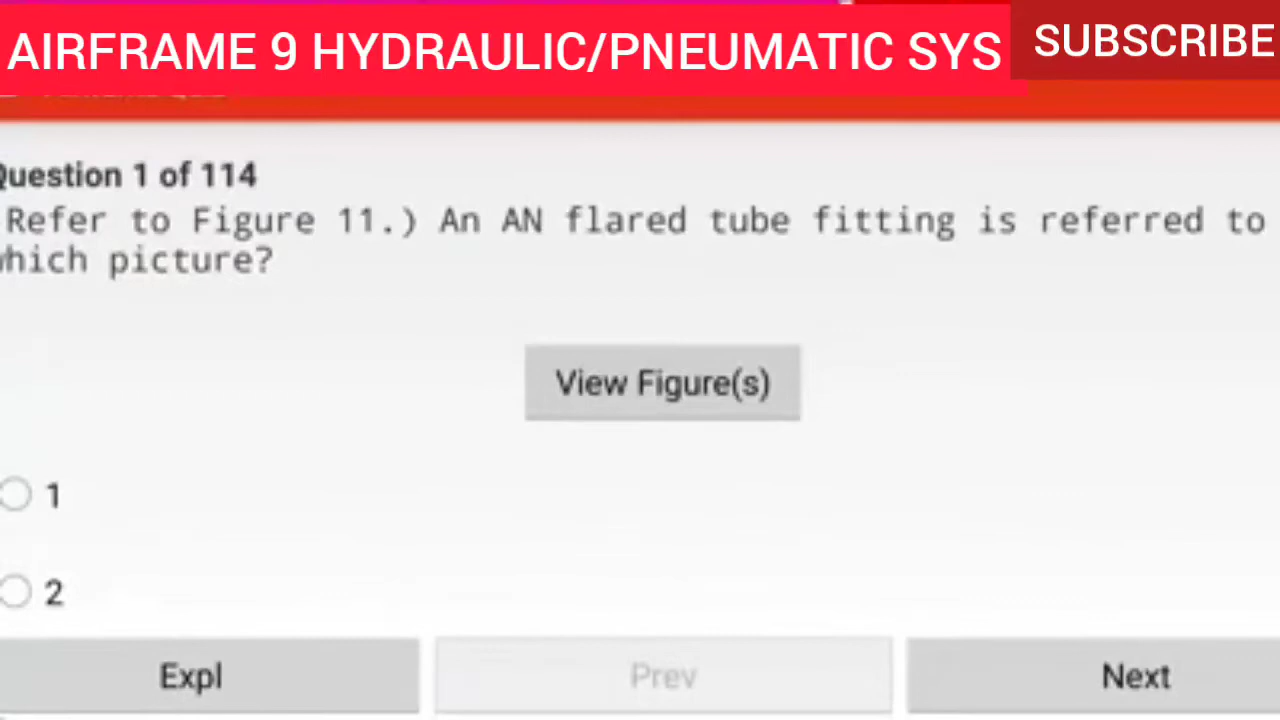 AIRFRAME 9 HYDRAULIC/PNEUMATIC SYS
SUBSCRIBE
Question 1 of 114
Refer to Figure 11.) An AN flared tube fitting is referred to
which picture?
View Figure(s)
1
2
Expl
Prev
Next